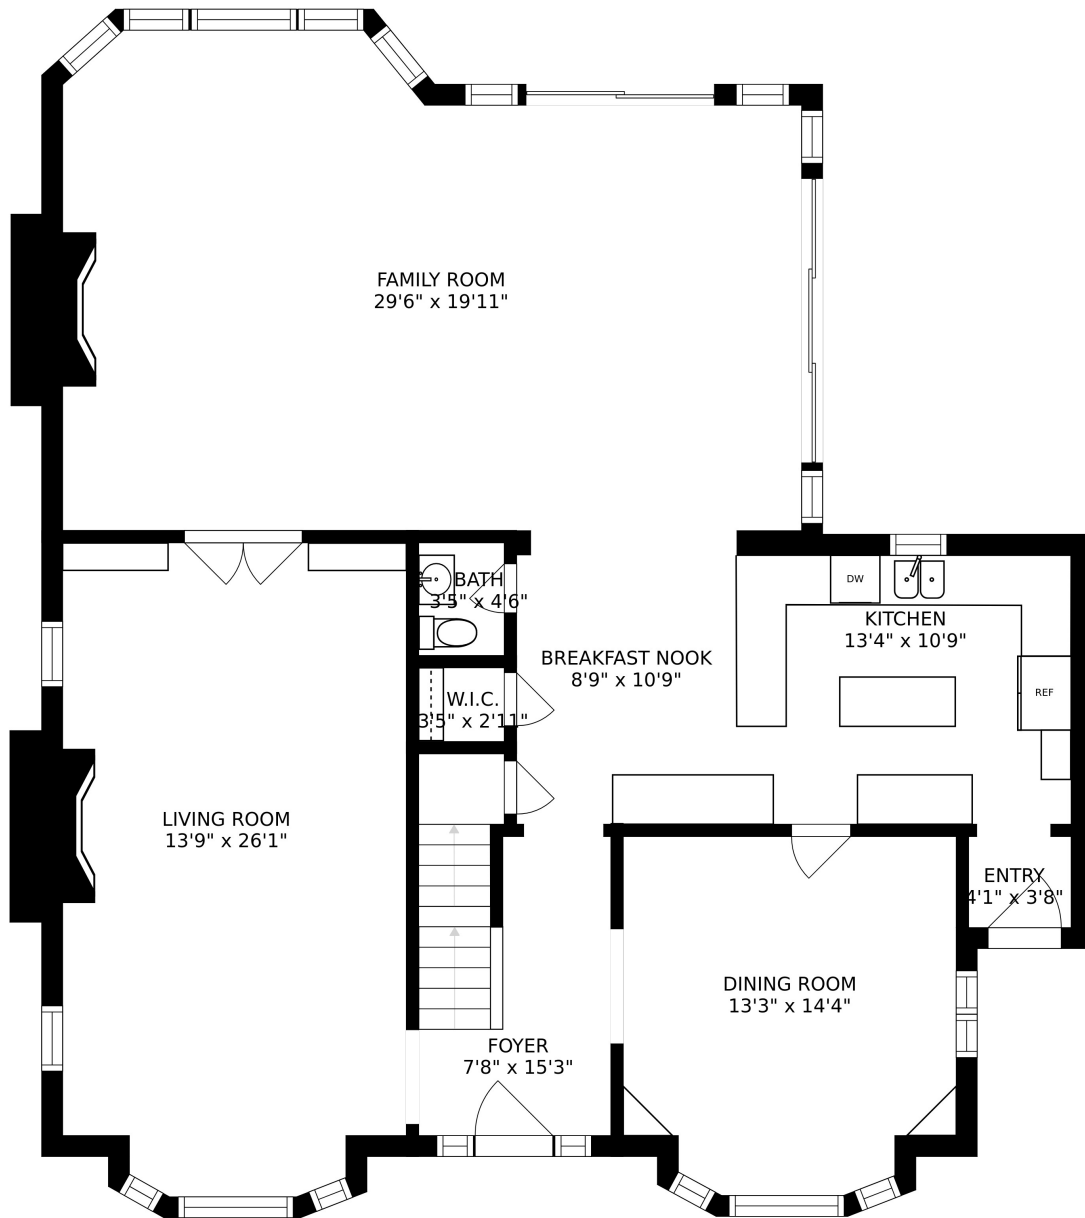 FAMILY ROOM
29'6" x 19'11"
BATH
3'5" x 4'6"
DW
KITCHEN
13'4" x 10'9"
BREAKFAST NOOK
8'9" x 10'9"
REF
W.I.C.
3'5" x 2'11"
LIVING ROOM
13'9" x 26'1"
ENTRY
4'1" x 3'8"
DINING ROOM
13'3" x 14'4"
FOYER
7'8" x 15'3"